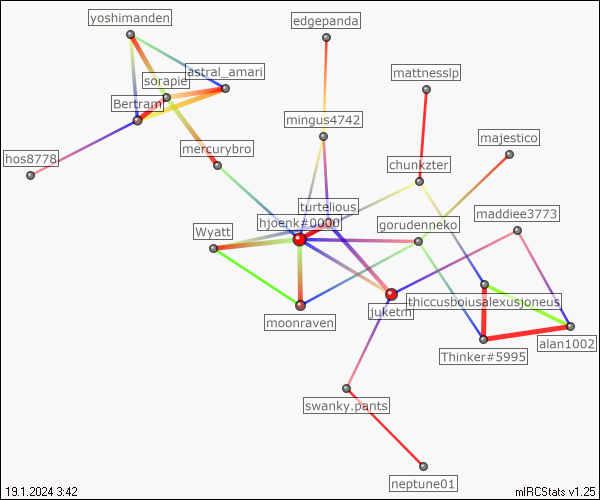 yoshimanden
edgepanda
astral_amari
mattnesslp
sorapie
Bertram
mingus4742
majestico
mercurybro
hos8778
chunkzter
turtelious
maddiee3773
hjoenk#0000
gorudenneko
Wyatt
thiccusboiusalexusjoneus
juketm
moonraven
alan1002
Thinker#5995
swanky.pants
neptune01
19.1.2024 3:42
mIRCStats v1.25